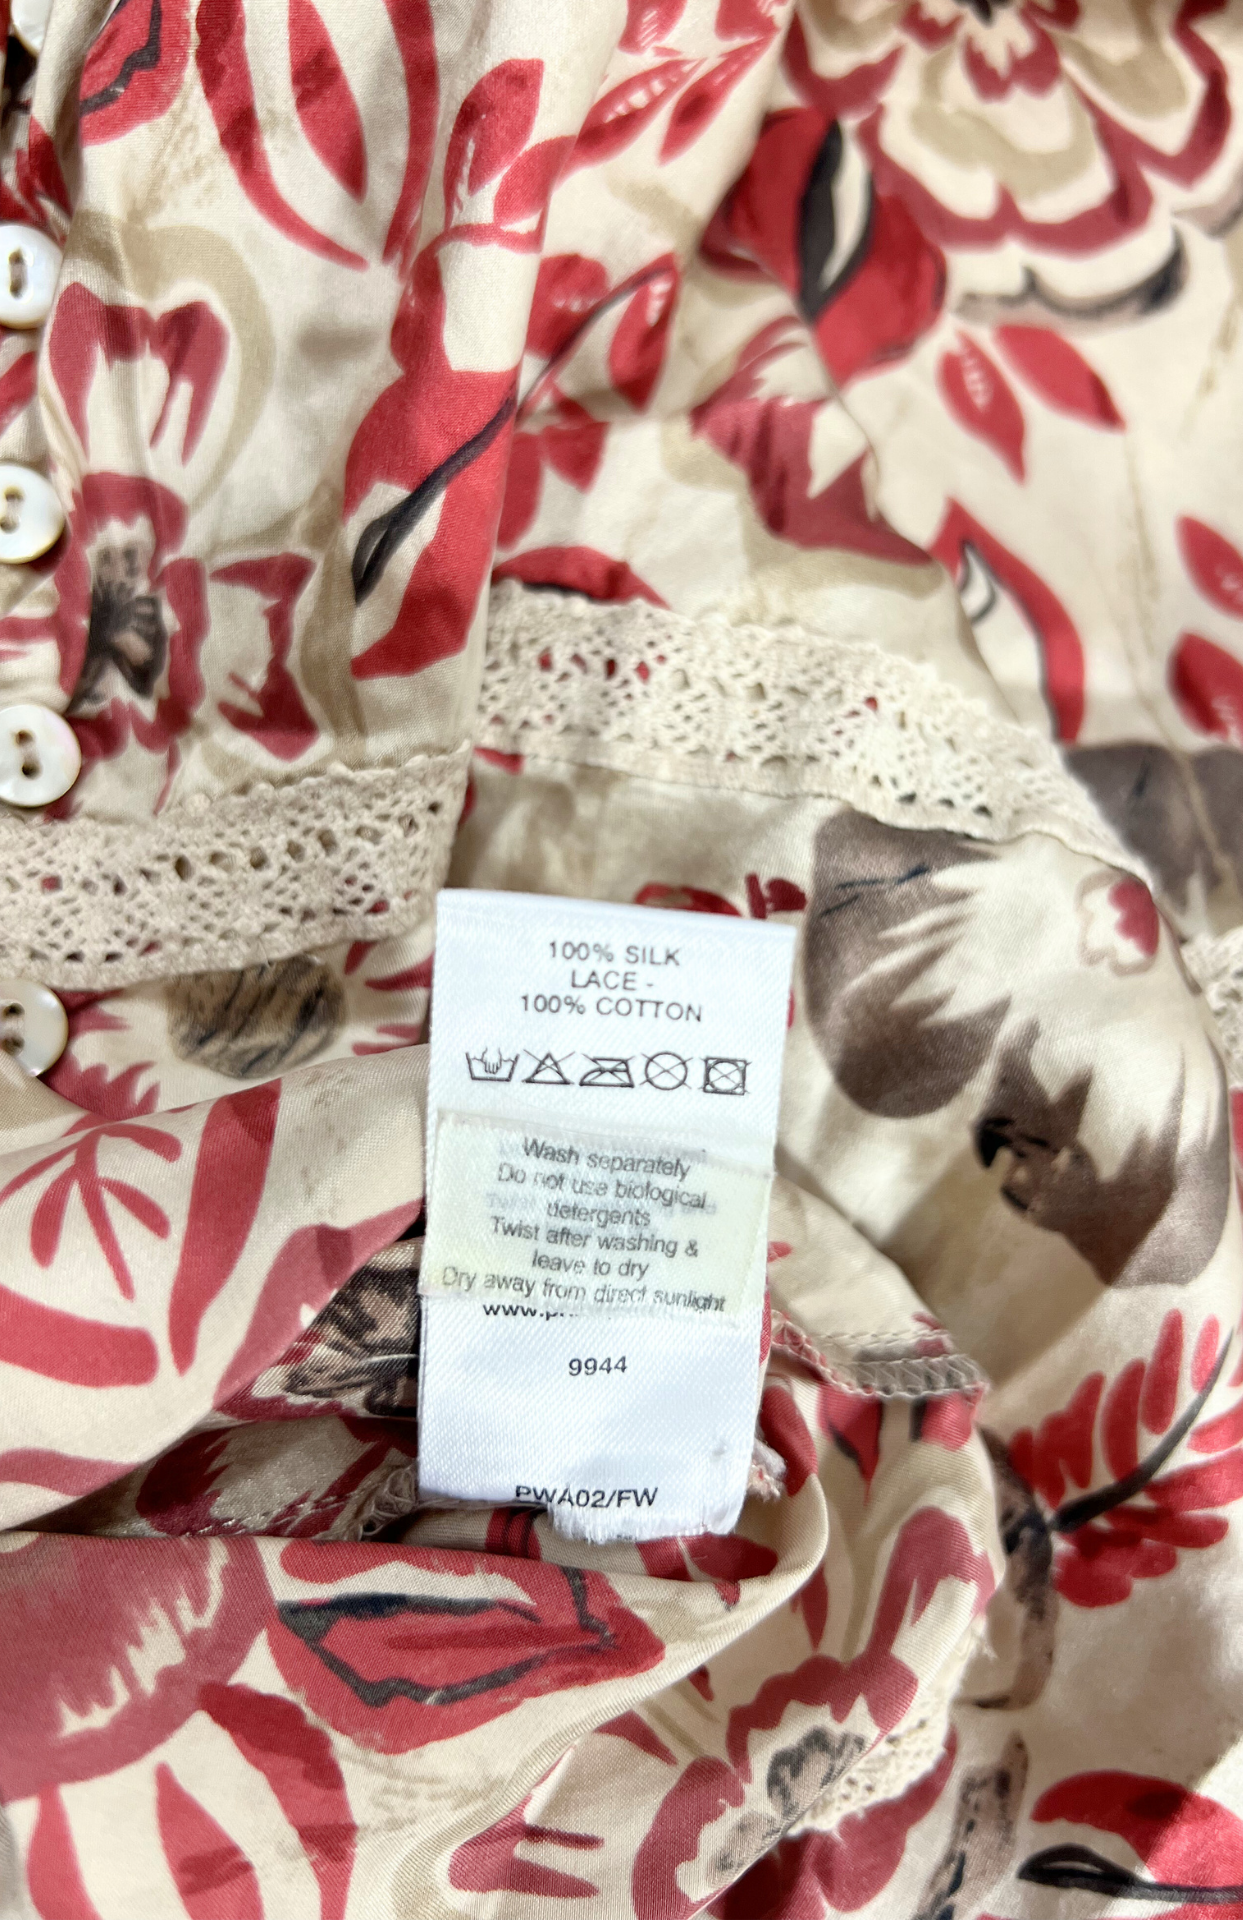 100% SILK
LACE -
100% COTTON
Wash separately
Do not use biological
detergents
Twist after washing &
leave to dry
Dry away from direct sunlight
9944
PWA02/FW